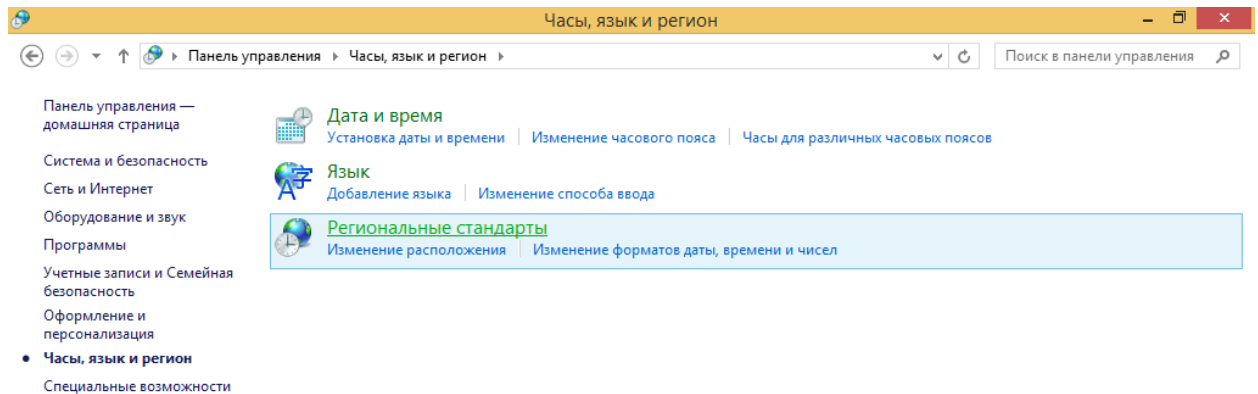 Часы, язык и регион
Панель управления Часы, язык и регион
Поиск в панели управления
Панель управления —
домашняя страница
Система и безопасность
Сеть и Интернет
Оборудование и звук
Программы
Учетные записи и Семейная
безопасность
Оформление и
персонализация
Часы, язык и регион
Специальные возможности
Дата и время
Установка даты и времени Изменение часового пояса Часы для различных часовых поясов
Язык
Добавление языка Изменение способа ввода
Региональные стандарты
Изменение расположения Изменение форматов даты, времени и чисел